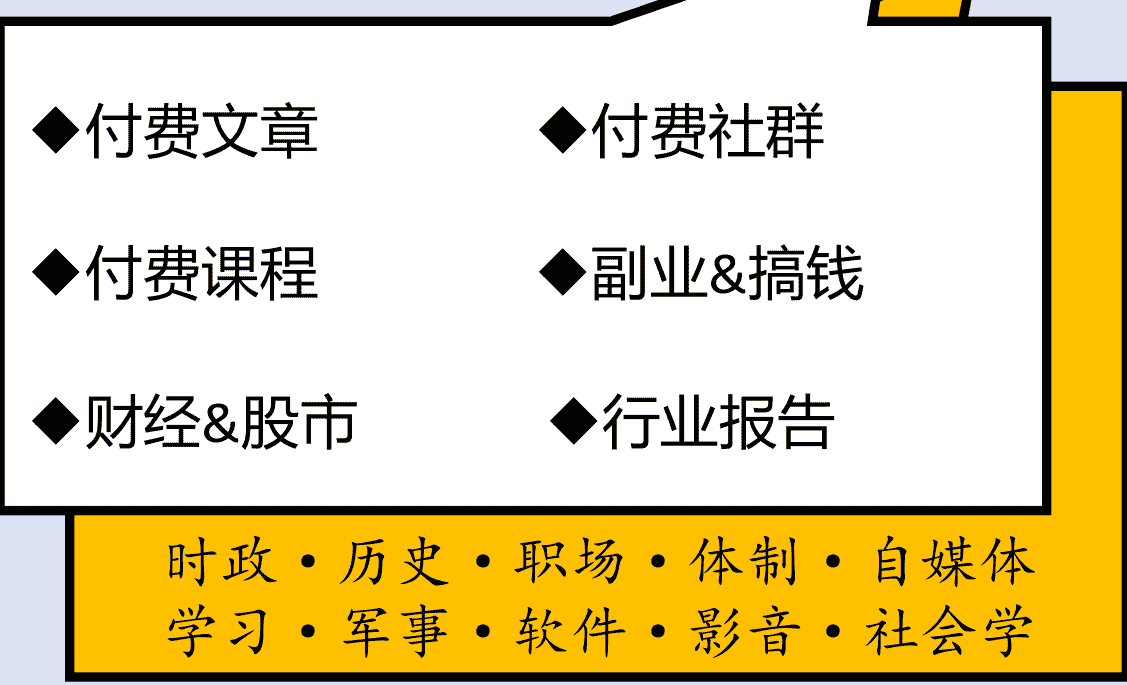 ◆付费文章 ◆付费社群
◆付费课程 ◆副业&搞钱
◆财经&股市 ◆行业报告
时政·历史·职场·体制·自媒体
学习·军事·软件·影音·社会学